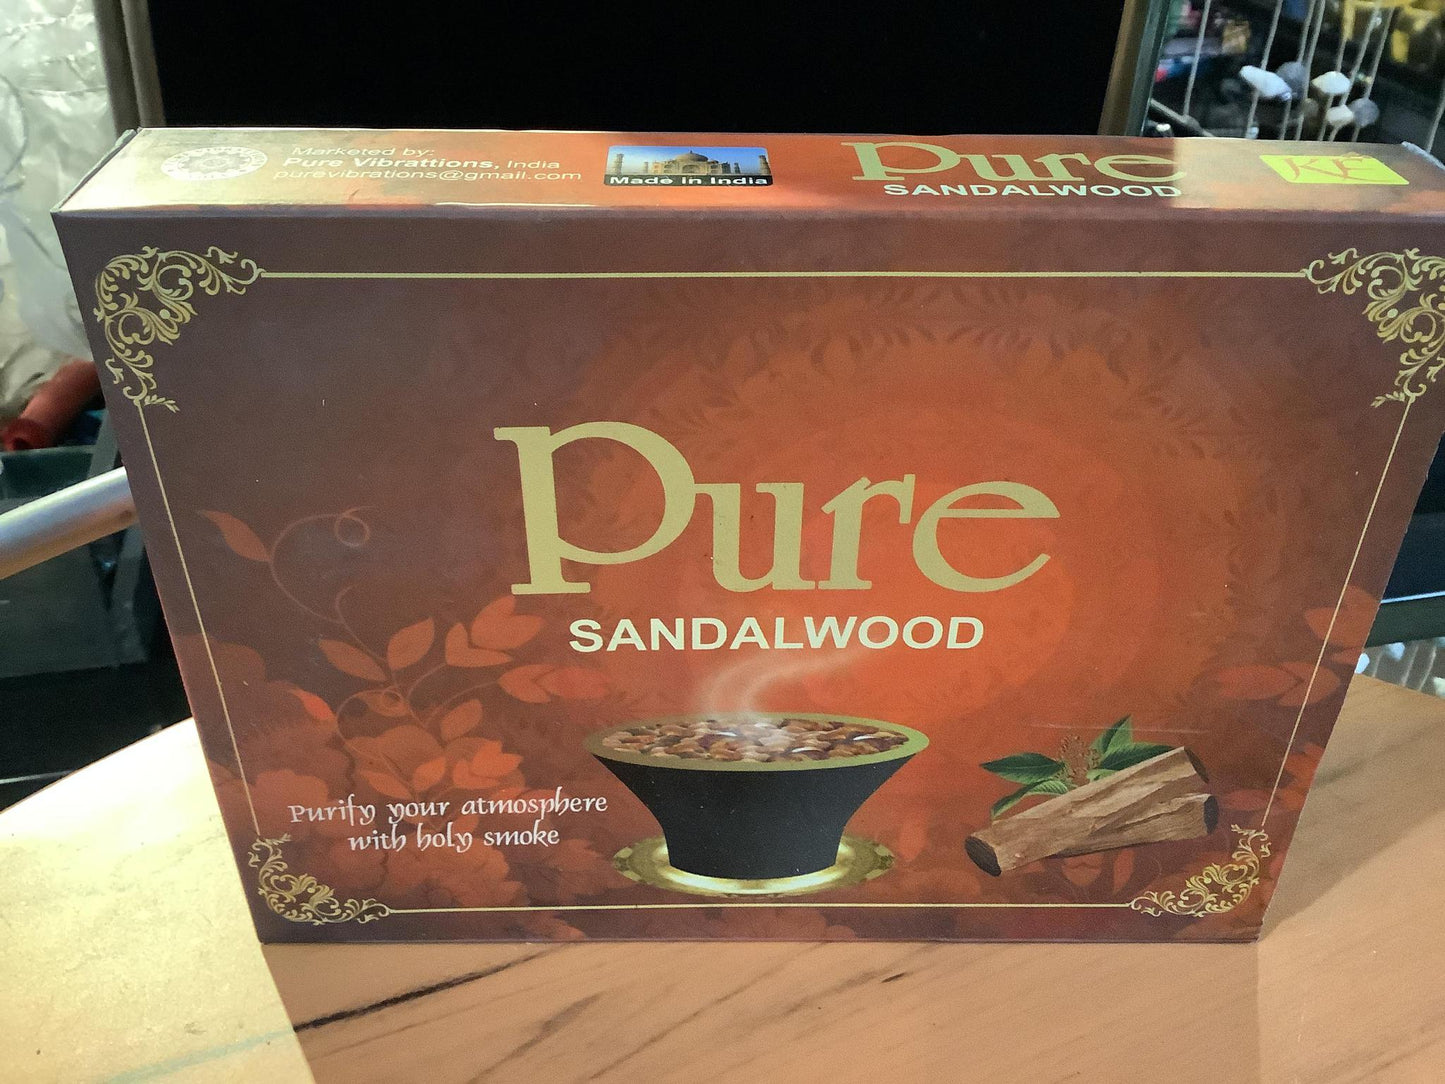 Marketed by:
Pure Vibrattions, India
purevibrations@gmail.com
Made in India
Pure
SANDALWOOD
Pure
SANDALWOOD
Purify your atmosphere
with holy smoke